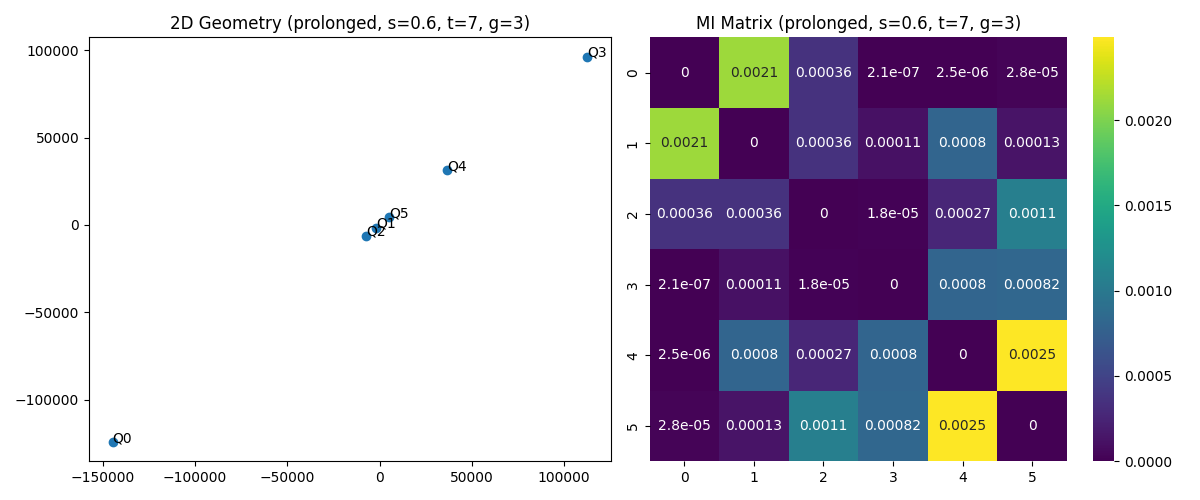 2D Geometry (prolonged, s=0.6, t=7, g=3)
100000
50000
0
−50000
−100000
−150000 −100000 −50000 0 50000 100000
Q3
Q4
Q5
Q1
Q2
Q0
MI Matrix (prolonged, s=0.6, t=7, g=3)
0 0 0.0021 0.00036 2.1e-07 2.5e-06 2.8e-05
1 0.0021 0 0.00036 0.00011 0.0008 0.00013
2 0.00036 0.00036 0 1.8e-05 0.00027 0.0011
3 2.1e-07 0.00011 1.8e-05 0 0.0008 0.00082
4 2.5e-06 0.0008 0.00027 0.0008 0 0.0025
5 2.8e-05 0.00013 0.0011 0.00082 0.0025 0
0 1 2 3 4 5
0.0020
0.0015
0.0010
0.0005
0.0000